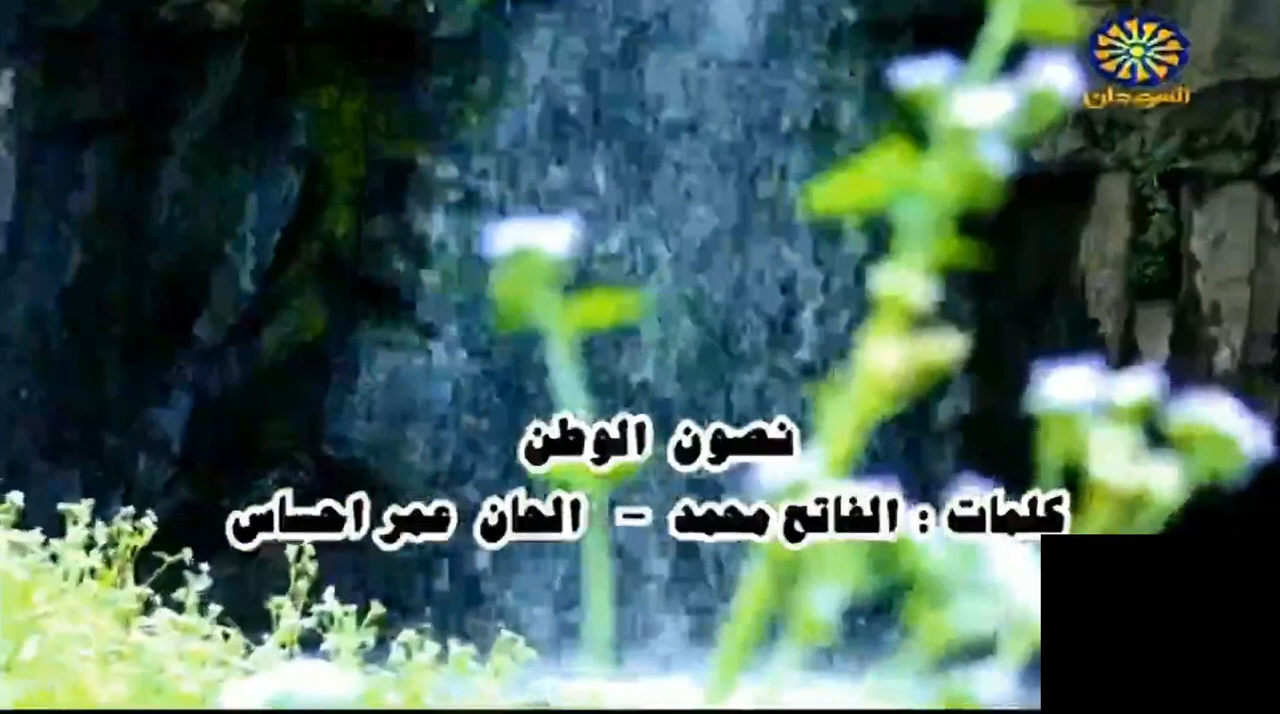 السودان
نصون الوطن
كلمات : الفاتح محمد - الحان عمر احساس